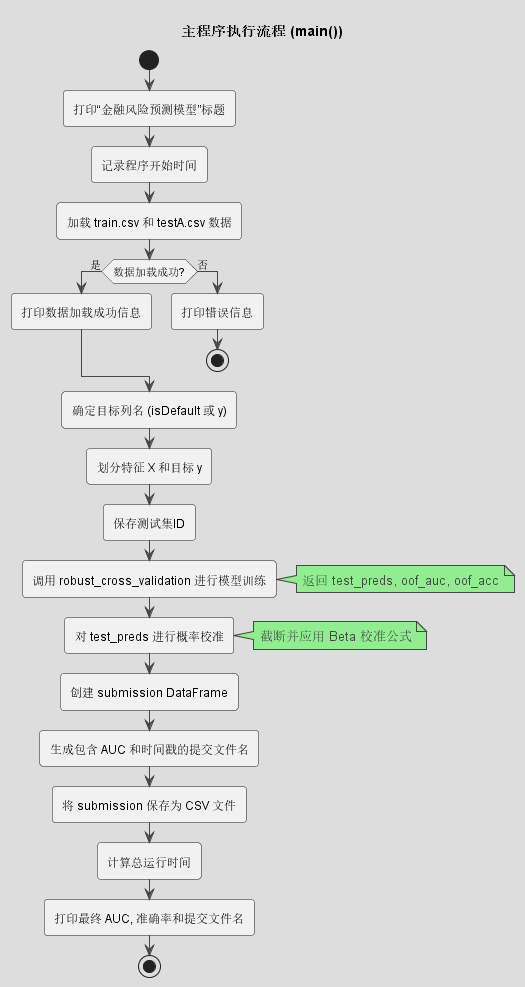 主程序执行流程 (main())
打印“金融风险预测模型”标题
记录程序开始时间
加载 train.csv 和 testA.csv 数据
是
数据加载成功?
否
打印数据加载成功信息
打印错误信息
确定目标列名 (isDefault 或 y)
划分特征 X 和目标 y
保存测试集ID
调用 robust_cross_validation 进行模型训练
返回 test_preds, oof_auc, oof_acc
对 test_preds 进行概率校准
截断并应用 Beta 校准公式
创建 submission DataFrame
生成包含 AUC 和时间戳的提交文件名
将 submission 保存为 CSV 文件
计算总运行时间
打印最终 AUC, 准确率和提交文件名